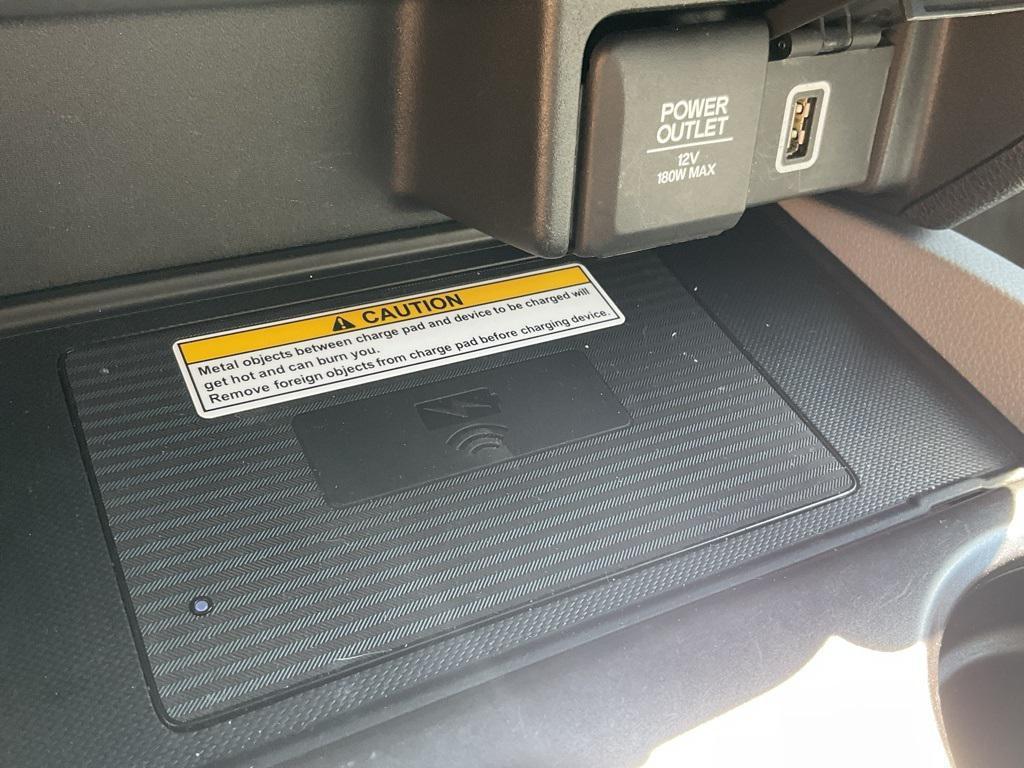 POWER
OUTLET
12V
180W MAX
CAUTION
Metal objects between charge pad and device to be charged will
get hot and can burn you.
Remove foreign objects from charge pad before charging device.